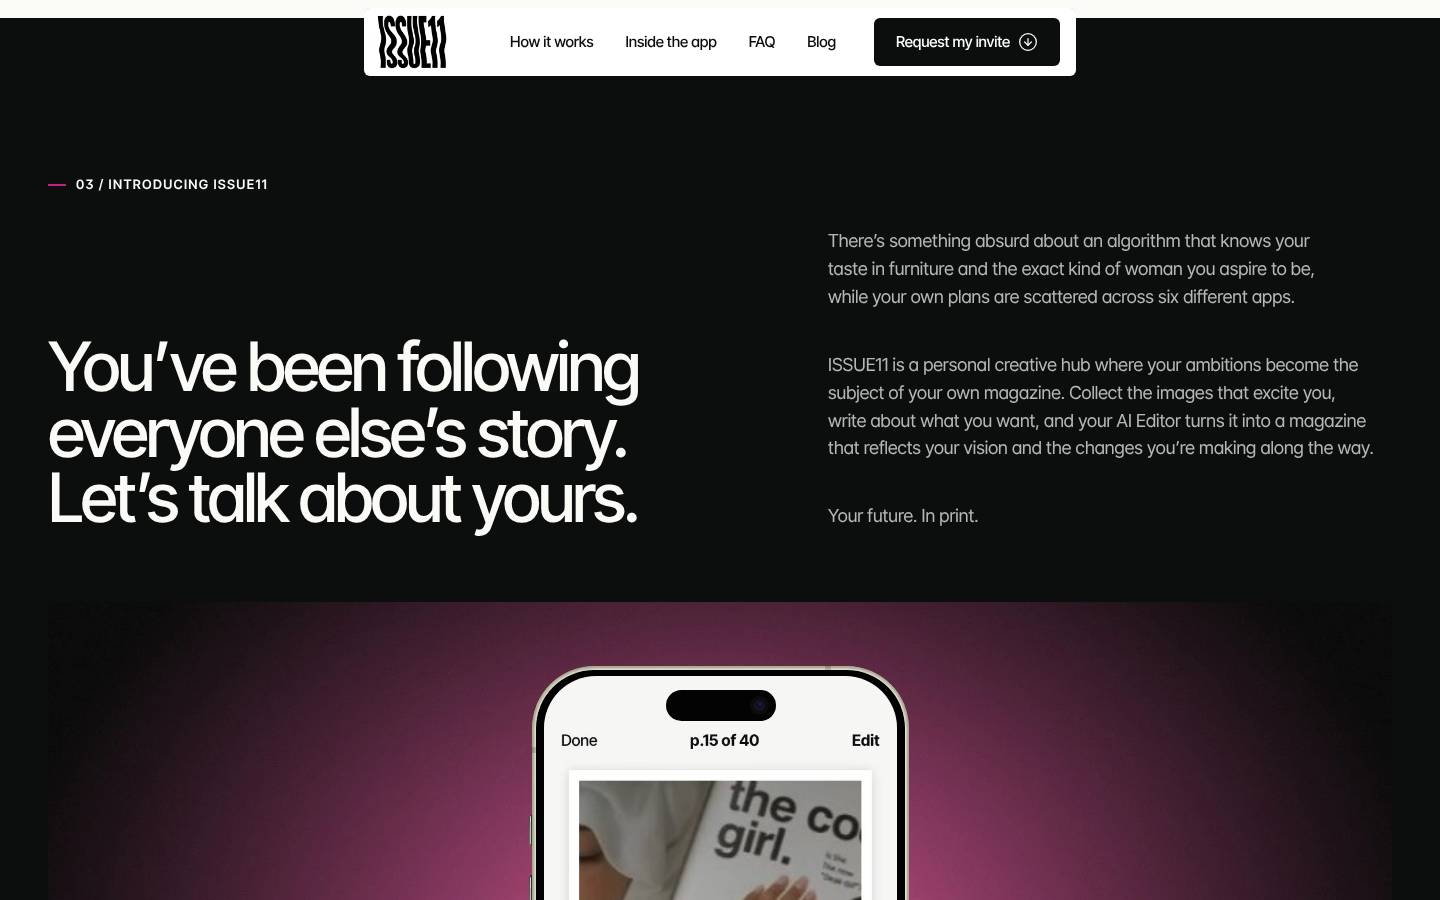 ISSUE11
How it works
Inside the app
FAQ
Blog
Request my invite
03 / INTRODUCING ISSUE11
You’ve been following
everyone else’s story.
Let’s talk about yours.
There’s something absurd about an algorithm that knows your
taste in furniture and the exact kind of woman you aspire to be,
while your own plans are scattered across six different apps.
ISSUE11 is a personal creative hub where your ambitions become the
subject of your own magazine. Collect the images that excite you,
write about what you want, and your AI Editor turns it into a magazine
that reflects your vision and the changes you’re making along the way.
Your future. In print.
Done
p.15 of 40
Edit
the co
girl.
Is She
The new
"Desk Girl"